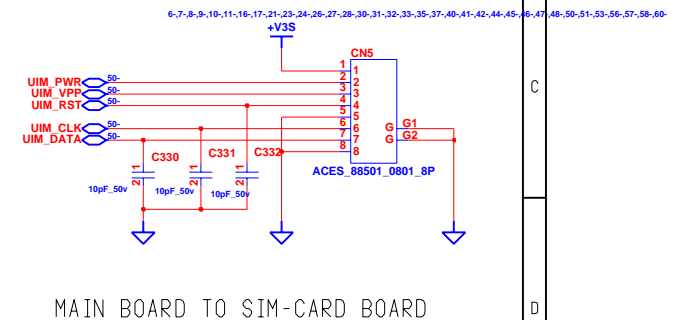 6-,7-,8-,9-,10-,11-,16-,17-,21-,23-,24-,26-,27-,28-,30-,31-,32-,33-,35-,37-,40-,41-,42-,44-,45-,46-,47-,48-,50-,51-,53-,56-,57-,58-,60-
+V3S
CN5
1 1
UIM_PWR 50- 2 2
UIM_VPP 3 3
UIM_RST 50- 4 4
5 5
UIM_CLK 50- 6 6 G G1
UIM_DATA 50- 7 7 G G2
8 8
C330 C331 C332
1 1 1
2 2 2
10pF_50v 10pF_50v 10pF_50v
ACES_88501_0801_8P
C
MAIN BOARD TO SIM-CARD BOARD
D